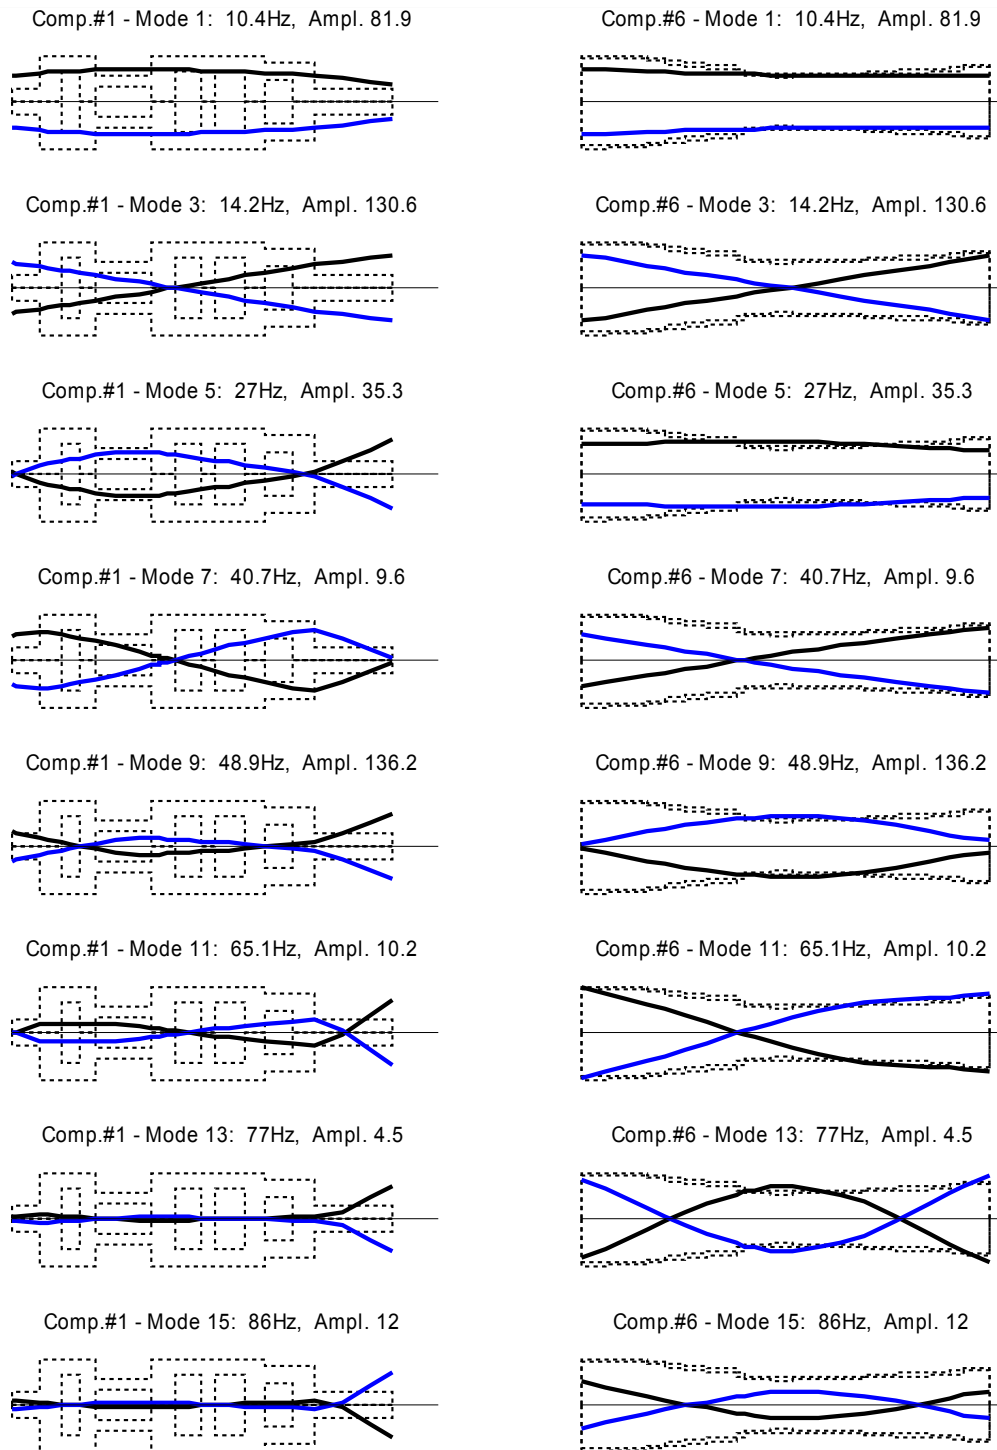 Comp.#1 - Mode 1: 10.4Hz, Ampl. 81.9
Comp.#6 - Mode 1: 10.4Hz, Ampl. 81.9
Comp.#1 - Mode 3: 14.2Hz, Ampl. 130.6
Comp.#6 - Mode 3: 14.2Hz, Ampl. 130.6
Comp.#1 - Mode 5: 27Hz, Ampl. 35.3
Comp.#6 - Mode 5: 27Hz, Ampl. 35.3
Comp.#1 - Mode 7: 40.7Hz, Ampl. 9.6
Comp.#6 - Mode 7: 40.7Hz, Ampl. 9.6
Comp.#1 - Mode 9: 48.9Hz, Ampl. 136.2
Comp.#6 - Mode 9: 48.9Hz, Ampl. 136.2
Comp.#1 - Mode 11: 65.1Hz, Ampl. 10.2
Comp.#6 - Mode 11: 65.1Hz, Ampl. 10.2
Comp.#1 - Mode 13: 77Hz, Ampl. 4.5
Comp.#6 - Mode 13: 77Hz, Ampl. 4.5
Comp.#1 - Mode 15: 86Hz, Ampl. 12
Comp.#6 - Mode 15: 86Hz, Ampl. 12